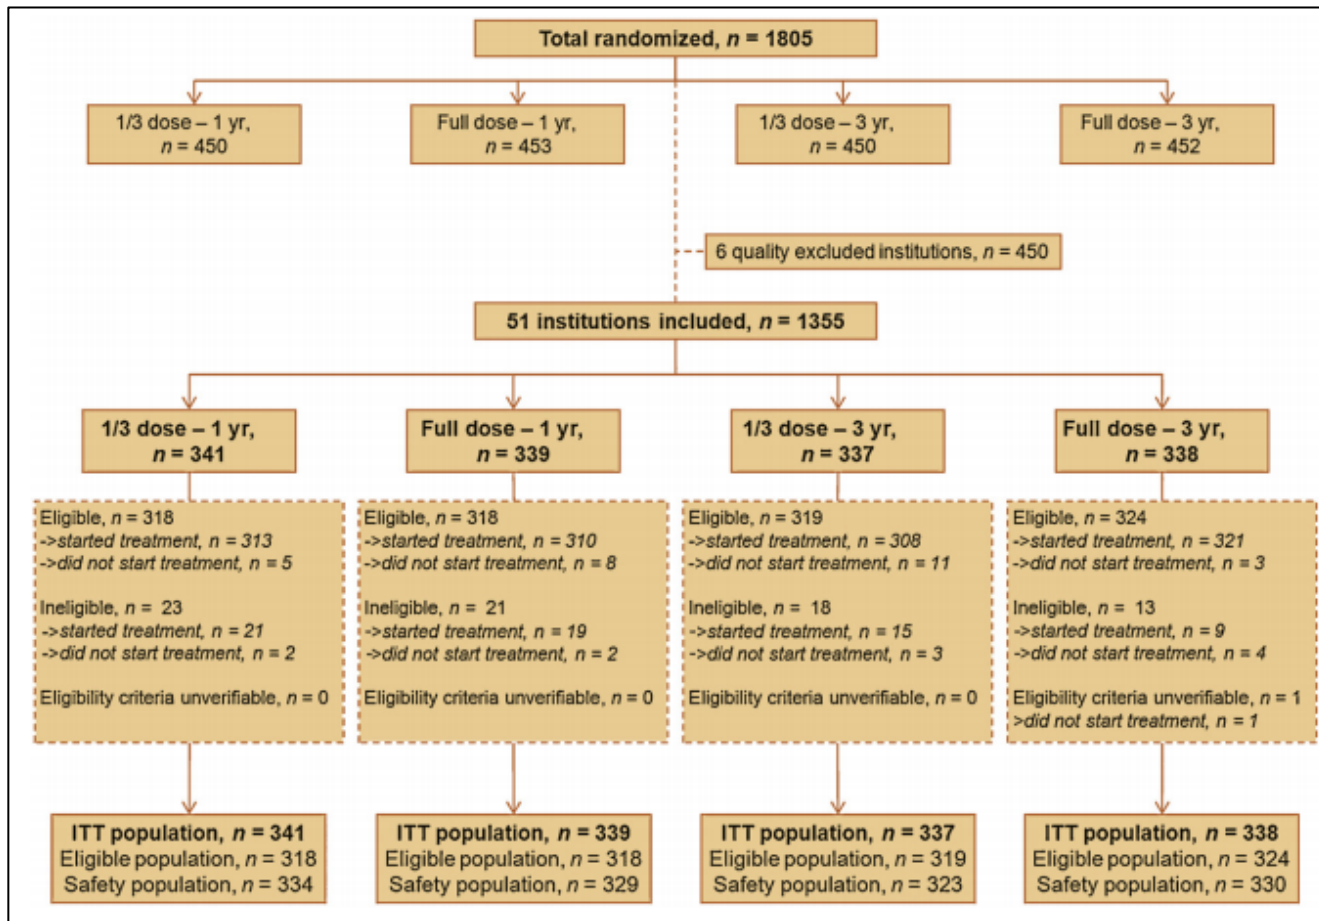 Total randomized, n = 1805
1/3 dose – 1 yr,
n = 450
Full dose – 1 yr,
n = 453
1/3 dose – 3 yr,
n = 450
Full dose – 3 yr,
n = 452
6 quality excluded institutions, n = 450
51 institutions included, n = 1355
1/3 dose – 1 yr,
n = 341
Full dose – 1 yr,
n = 339
1/3 dose – 3 yr,
n = 337
Full dose – 3 yr,
n = 338
Eligible, n = 318
->started treatment, n = 313
->did not start treatment, n = 5
Ineligible, n = 23
->started treatment, n = 21
->did not start treatment, n = 2
Eligibility criteria unverifiable, n = 0
Eligible, n = 318
->started treatment, n = 310
->did not start treatment, n = 8
Ineligible, n = 21
->started treatment, n = 19
->did not start treatment, n = 2
Eligibility criteria unverifiable, n = 0
Eligible, n = 319
->started treatment, n = 308
->did not start treatment, n = 11
Ineligible, n = 18
->started treatment, n = 15
->did not start treatment, n = 3
Eligibility criteria unverifiable, n = 0
Eligible, n = 324
->started treatment, n = 321
->did not start treatment, n = 3
Ineligible, n = 13
->started treatment, n = 9
->did not start treatment, n = 4
Eligibility criteria unverifiable, n = 1
>did not start treatment, n = 1
ITT population, n = 341
Eligible population, n = 318
Safety population, n = 334
ITT population, n = 339
Eligible population, n = 318
Safety population, n = 329
ITT population, n = 337
Eligible population, n = 319
Safety population, n = 323
ITT population, n = 338
Eligible population, n = 324
Safety population, n = 330